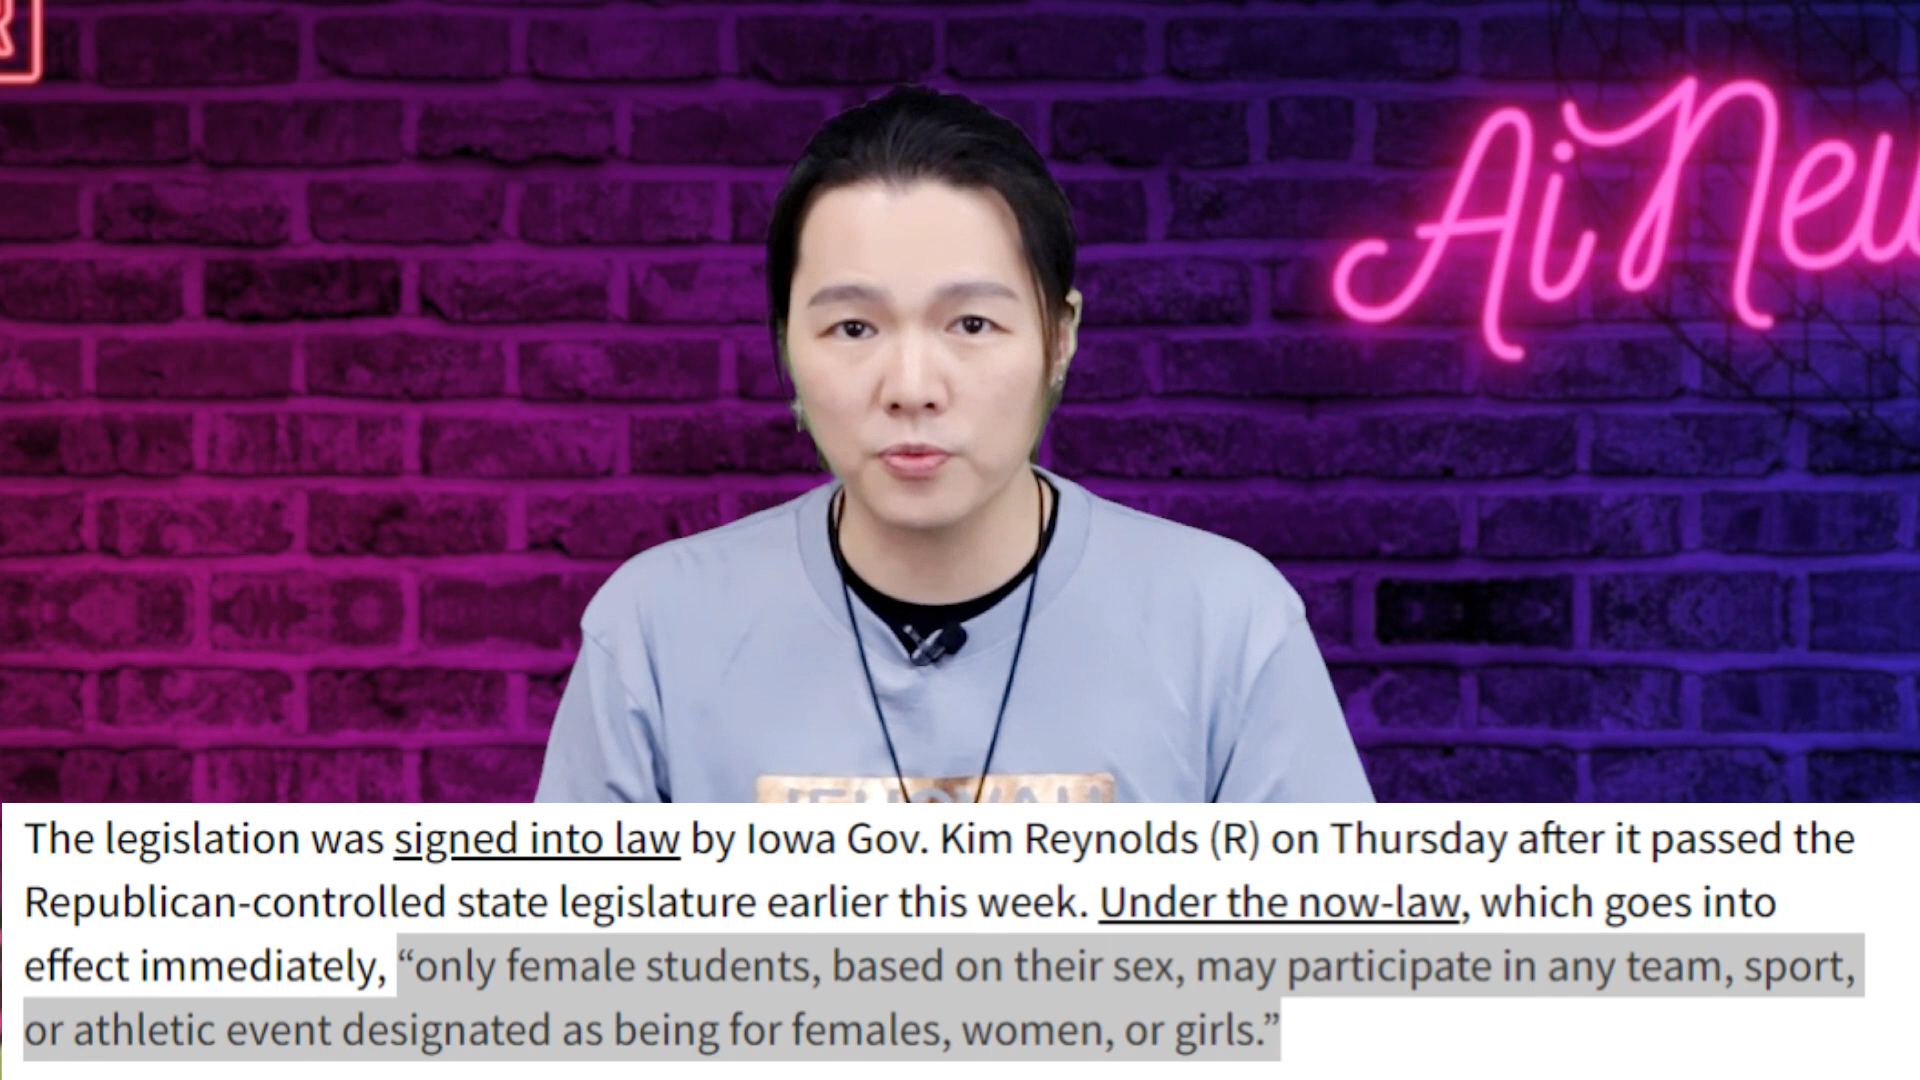 R
Ai New
JEHOVAH
The legislation was signed into law by Iowa Gov. Kim Reynolds (R) on Thursday after it passed the
Republican-controlled state legislature earlier this week. Under the now-law, which goes into
effect immediately, “only female students, based on their sex, may participate in any team, sport,
or athletic event designated as being for females, women, or girls.”